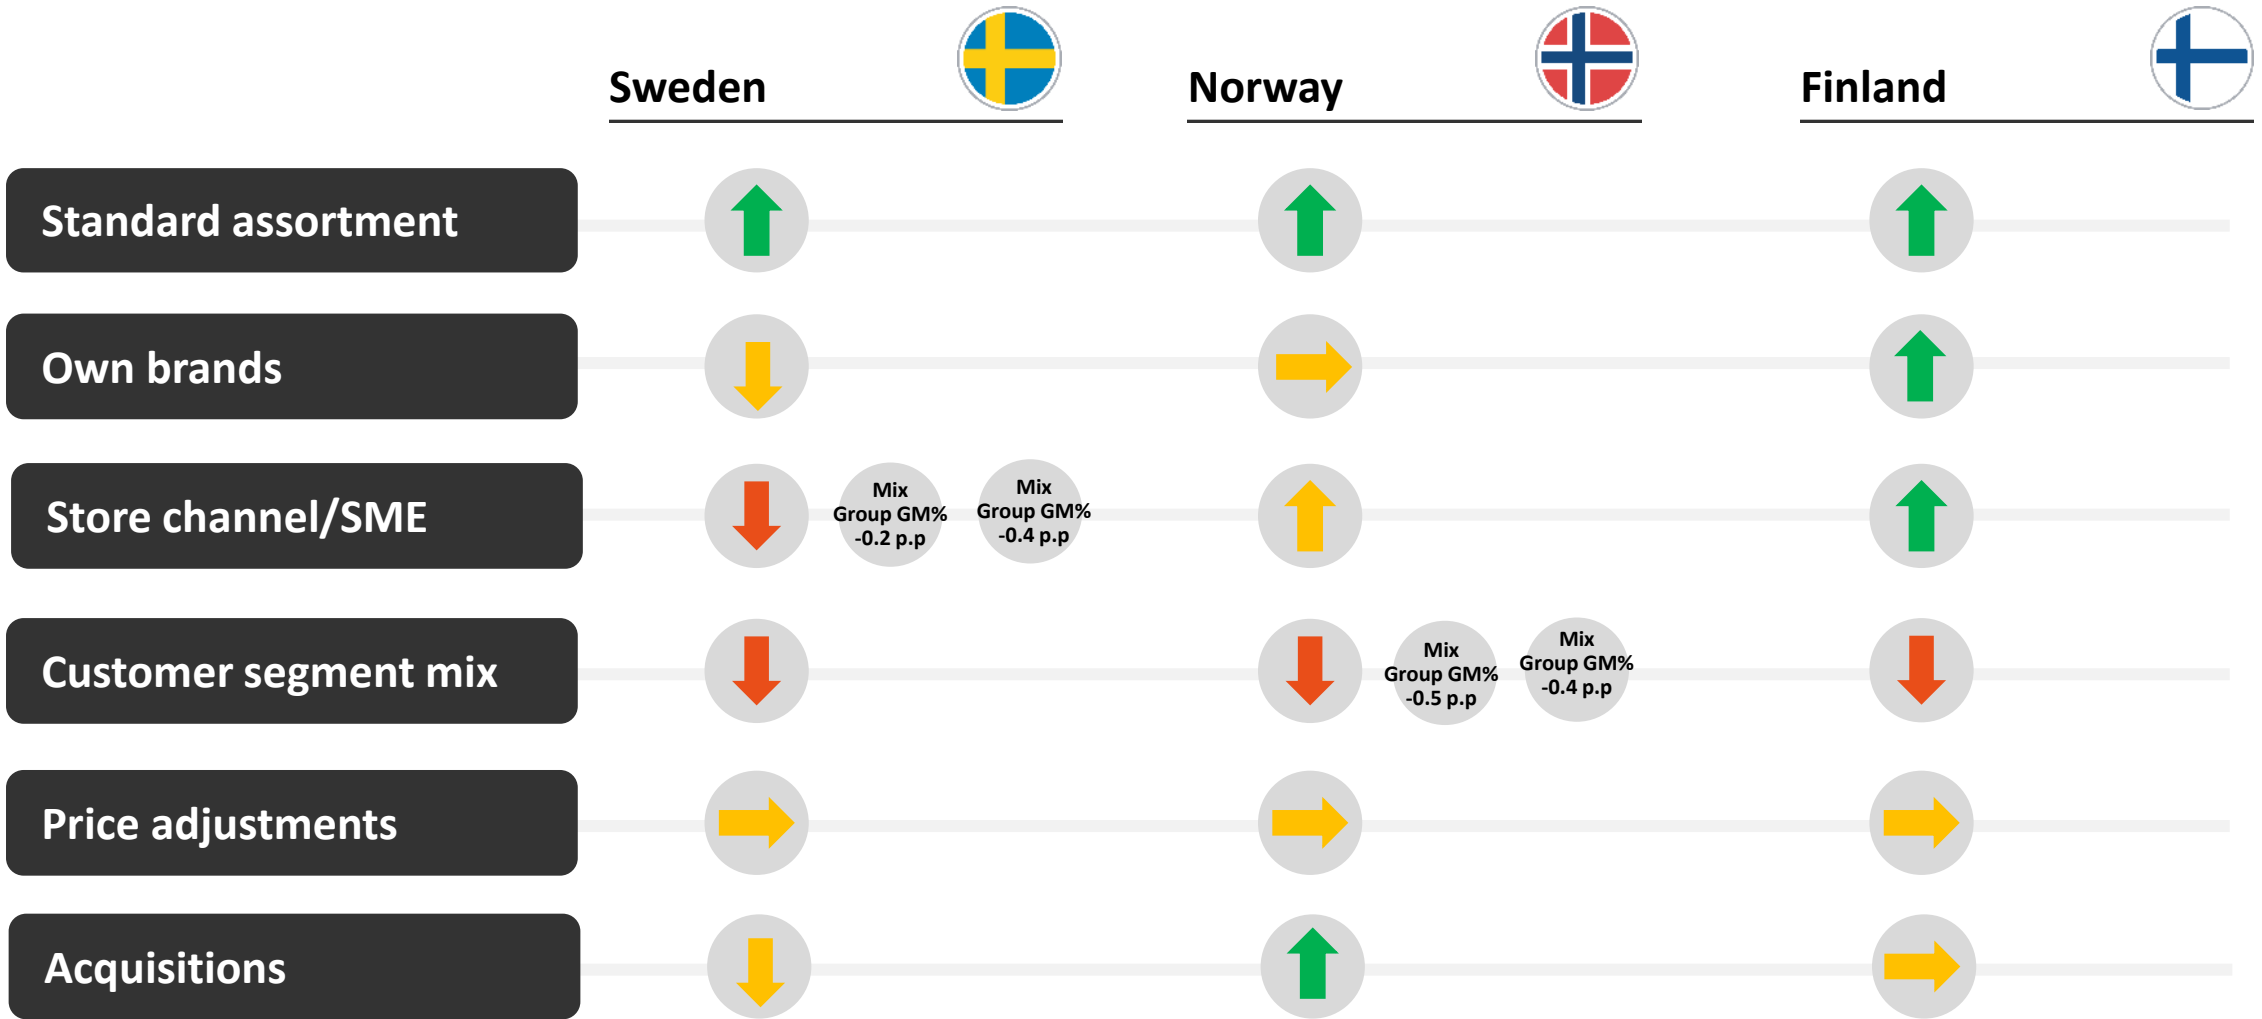 Sweden
Norway
Finland
Standard assortment
Own brands
Store channel/SME
Mix
Group GM%
-0.2 p.p
Mix
Group GM%
-0.4 p.p
Customer segment mix
Mix
Group GM%
-0.5 p.p
Mix
Group GM%
-0.4 p.p
Price adjustments
Acquisitions